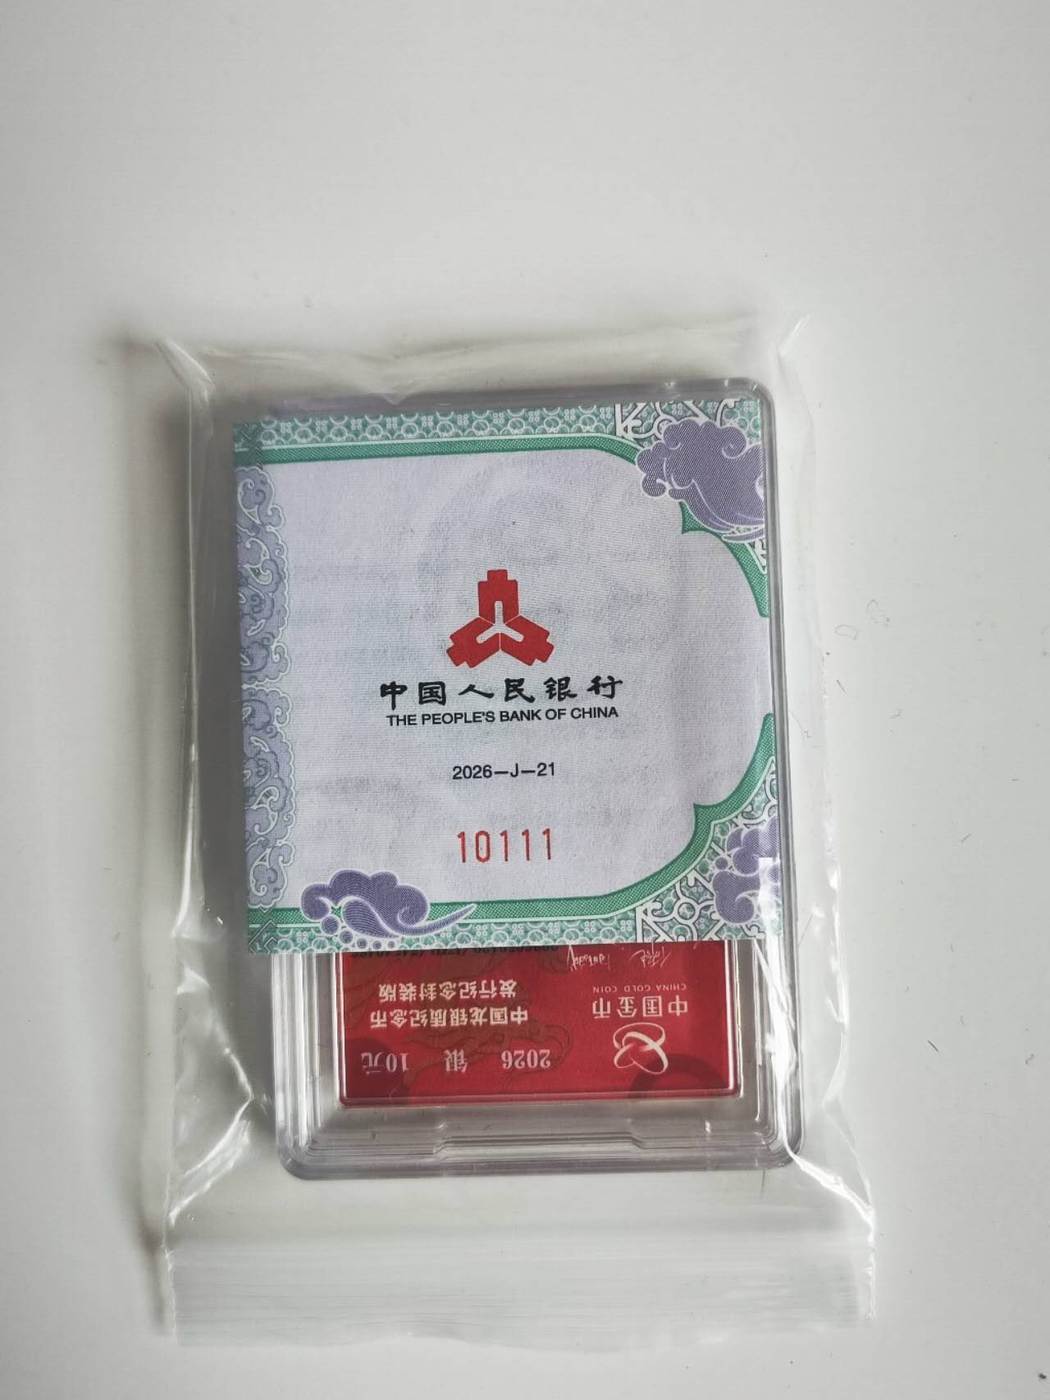 中国人民银行
THE PEOPLE'S BANK OF CHINA
2026—J—21
10111
2026 银 10元
中国龙银质纪念币
发行纪念封装版
中国金币
CHINA GOLD COIN